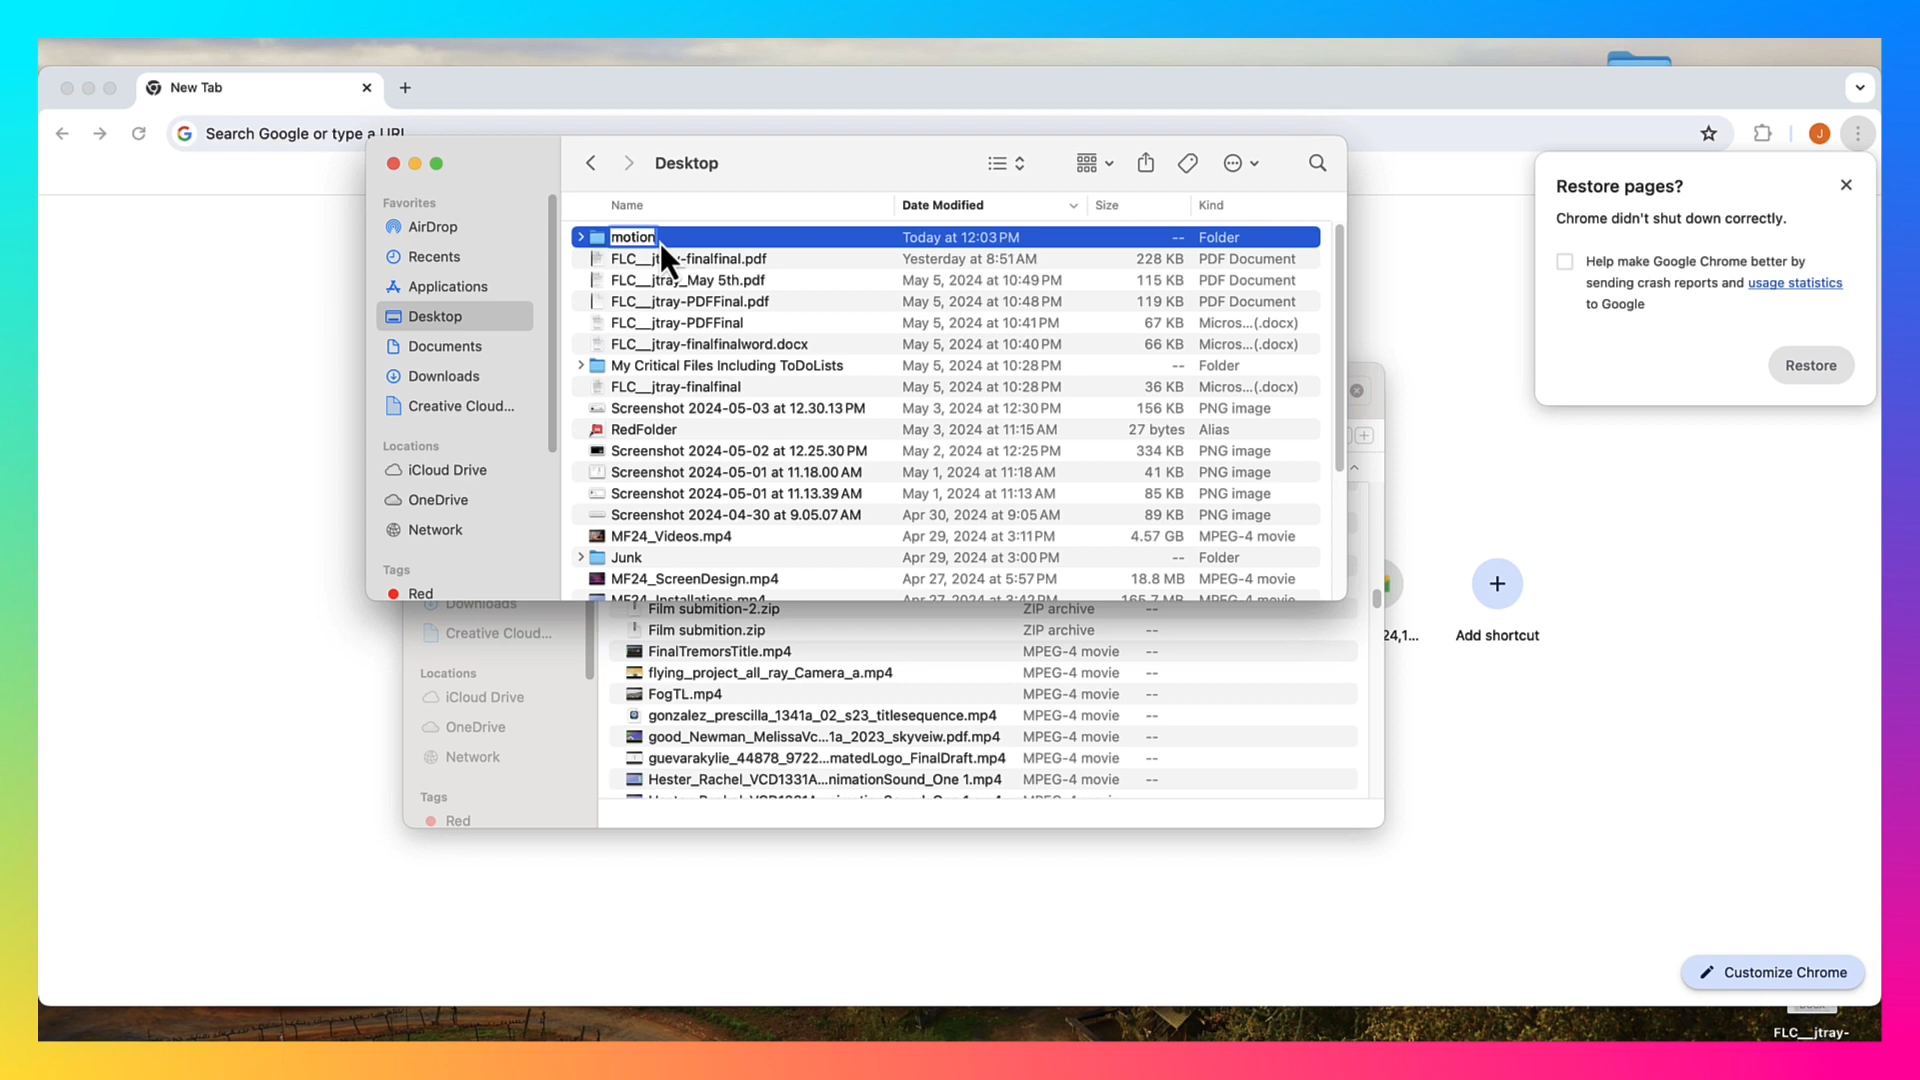 New Tab
Search Google or type a URL
Desktop
Favorites
AirDrop
Recents
Applications
Desktop
Documents
Downloads
Creative Cloud...
Locations
iCloud Drive
OneDrive
Network
Tags
Red
Name Date Modified Size Kind
motion Today at 12:03 PM -- Folder
FLC__jtray-finalfinal.pdf Yesterday at 8:51 AM 228 KB PDF Document
FLC__jtray_May 5th.pdf May 5, 2024 at 10:49 PM 115 KB PDF Document
FLC__jtray-PDFFinal.pdf May 5, 2024 at 10:48 PM 119 KB PDF Document
FLC__jtray-PDFFinal May 5, 2024 at 10:41 PM 67 KB Micros...(.docx)
FLC__jtray-finalfinalword.docx May 5, 2024 at 10:40 PM 66 KB Micros...(.docx)
My Critical Files Including ToDoLists May 5, 2024 at 10:28 PM -- Folder
FLC__jtray-finalfinal May 5, 2024 at 10:28 PM 36 KB Micros...(.docx)
Screenshot 2024-05-03 at 12.30.13 PM May 3, 2024 at 12:30 PM 156 KB PNG image
RedFolder May 3, 2024 at 11:15 AM 27 bytes Alias
Screenshot 2024-05-02 at 12.25.30 PM May 2, 2024 at 12:25 PM 334 KB PNG image
Screenshot 2024-05-01 at 11.18.00 AM May 1, 2024 at 11:18 AM 41 KB PNG image
Screenshot 2024-05-01 at 11.13.39 AM May 1, 2024 at 11:13 AM 85 KB PNG image
Screenshot 2024-04-30 at 9.05.07 AM Apr 30, 2024 at 9:05 AM 89 KB PNG image
MF24_Videos.mp4 Apr 29, 2024 at 3:11 PM 4.57 GB MPEG-4 movie
Junk Apr 29, 2024 at 3:00 PM -- Folder
MF24_ScreenDesign.mp4 Apr 27, 2024 at 5:57 PM 18.8 MB MPEG-4 movie
MF24_Installations.mp4 Apr 27, 2024 at 3:42 PM 165.7 MB MPEG-4 movie
Downloads
Creative Cloud...
Locations
iCloud Drive
OneDrive
Network
Tags
Red
Film submition-2.zip ZIP archive --
Film submition.zip ZIP archive --
FinalTremorsTitle.mp4 MPEG-4 movie --
flying_project_all_ray_Camera_a.mp4 MPEG-4 movie --
FogTL.mp4 MPEG-4 movie --
gonzalez_prescilla_1341a_02_s23_titlesequence.mp4 MPEG-4 movie --
good_Newman_MelissaVc...1a_2023_skyveiw.pdf.mp4 MPEG-4 movie --
guevarakylie_44878_9722...matedLogo_FinalDraft.mp4 MPEG-4 movie --
Hester_Rachel_VCD1331A...nimationSound_One 1.mp4 MPEG-4 movie --
Restore pages?
Chrome didn't shut down correctly.
Help make Google Chrome better by
sending crash reports and usage statistics
to Google
Restore
J
24,1...
Add shortcut
Customize Chrome
FLC__jtray-